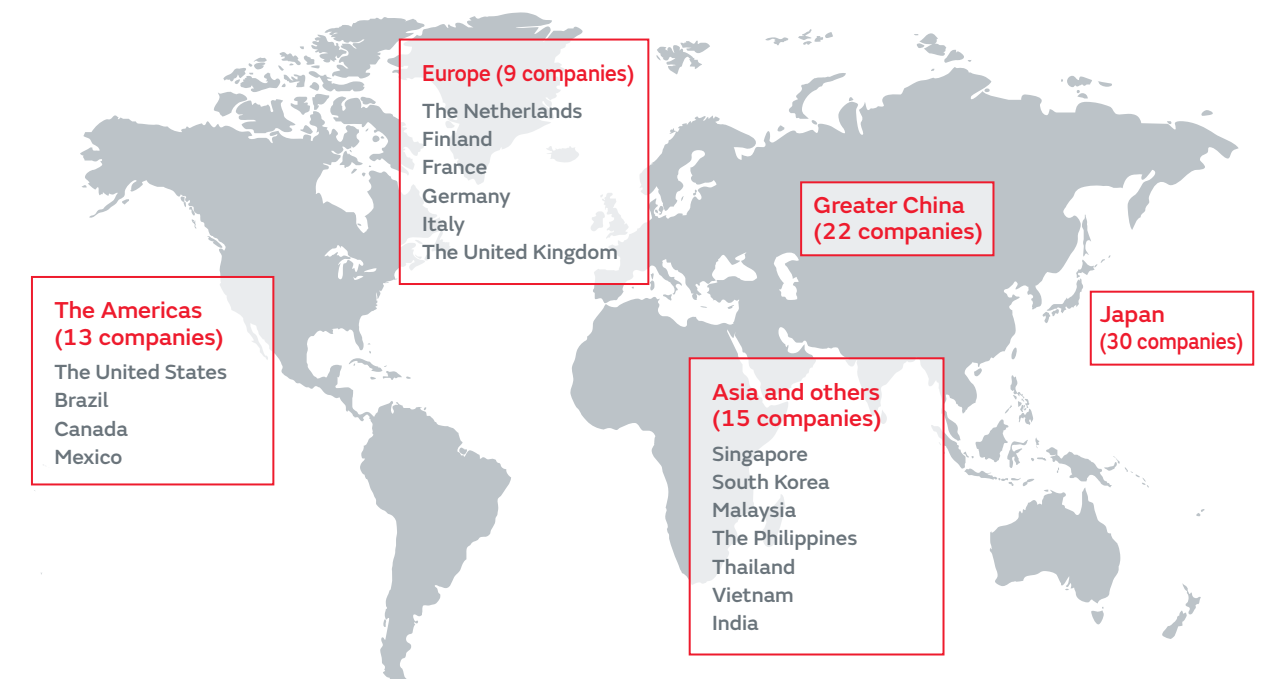 Europe (9 companies)
The Netherlands
Finland
France
Germany
Italy
The United Kingdom
Greater China
(22 companies)
The Americas
(13 companies)
The United States
Brazil
Canada
Mexico
Japan
(30 companies)
Asia and others
(15 companies)
Singapore
South Korea
Malaysia
The Philippines
Thailand
Vietnam
India